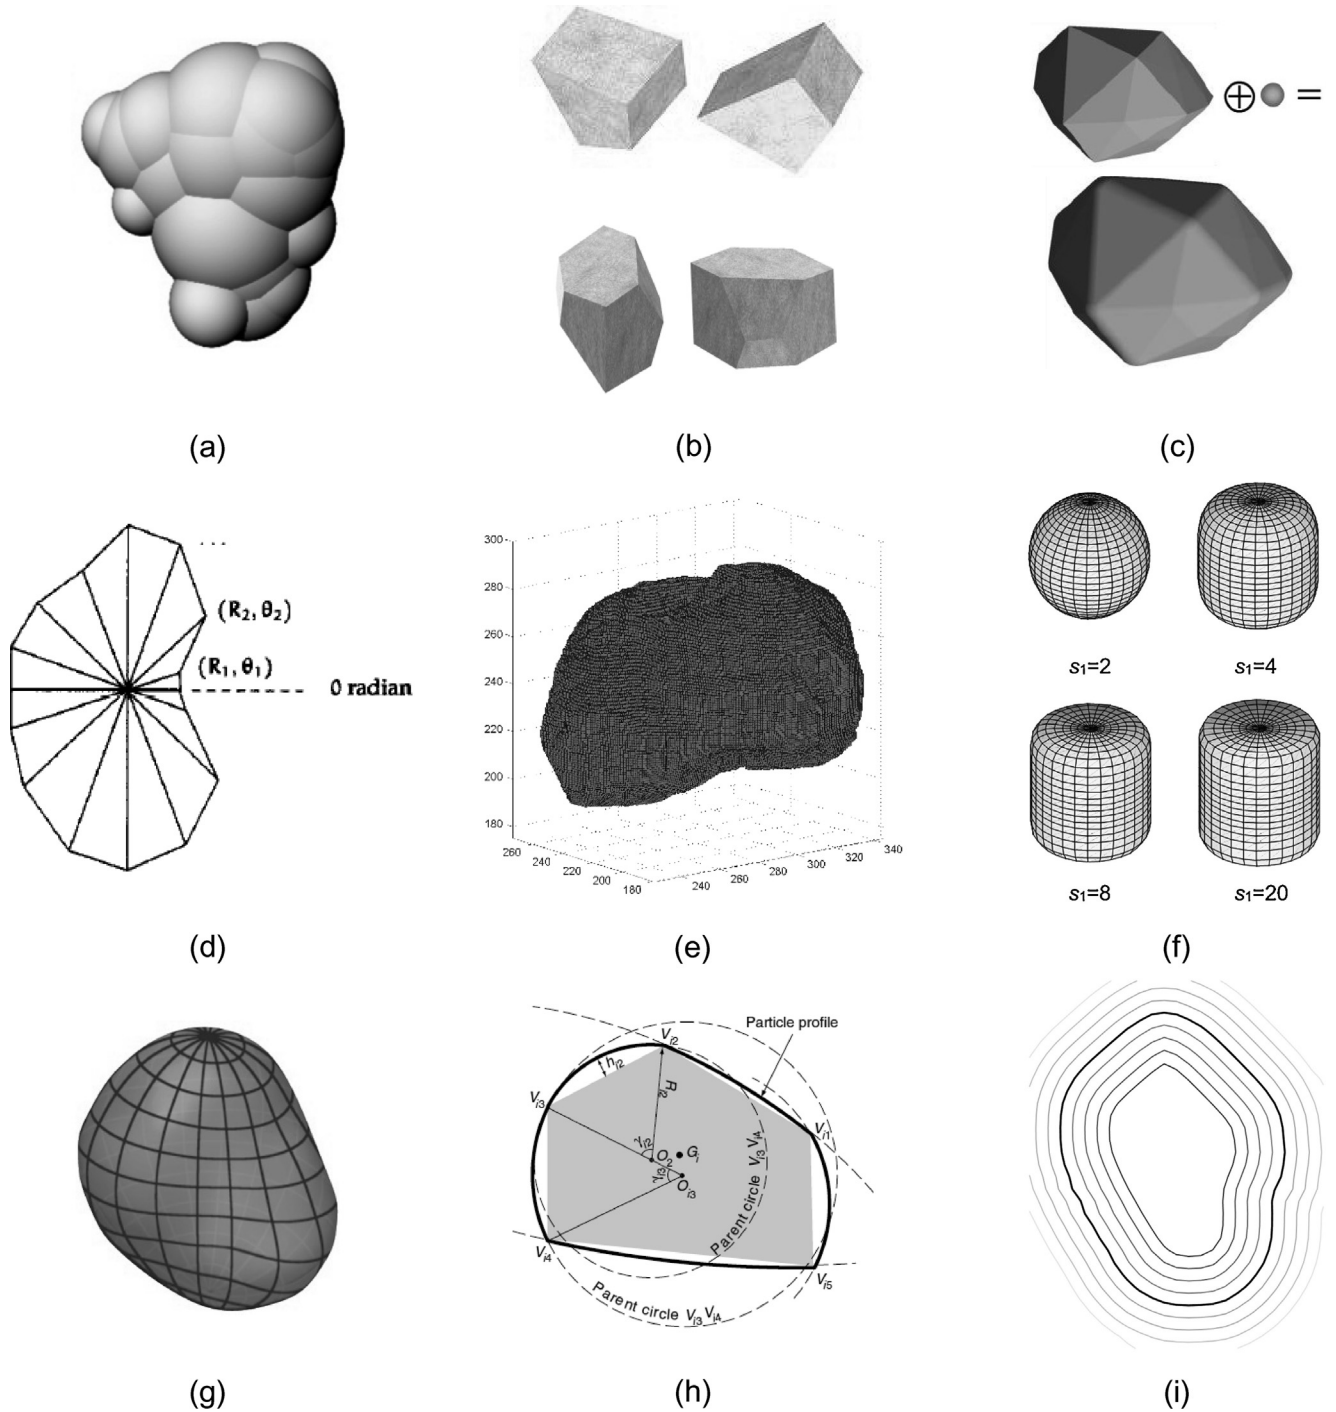 ⊕ =
(a) (b) (c)
...
(R₂, θ₂)
(R₁, θ₁)
0 radian
300
280
260
240
220
200
180
260 240 220 200 180
240 260 280 300 320 340
s₁=2 s₁=4
s₁=8 s₁=20
(d) (e) (f)
Particle profile
Vᵢ₂
hᵢ₂
Rᵢ₂
Vᵢ₃
Vᵢ₁
γᵢ₂
O₂
Gᵢ
γᵢ₃
Oᵢ₃
Parent circle Vᵢ₃Vᵢ₄
Vᵢ₄
Vᵢ₅
Parent circle Vᵢ₃Vᵢ₄
(g) (h) (i)